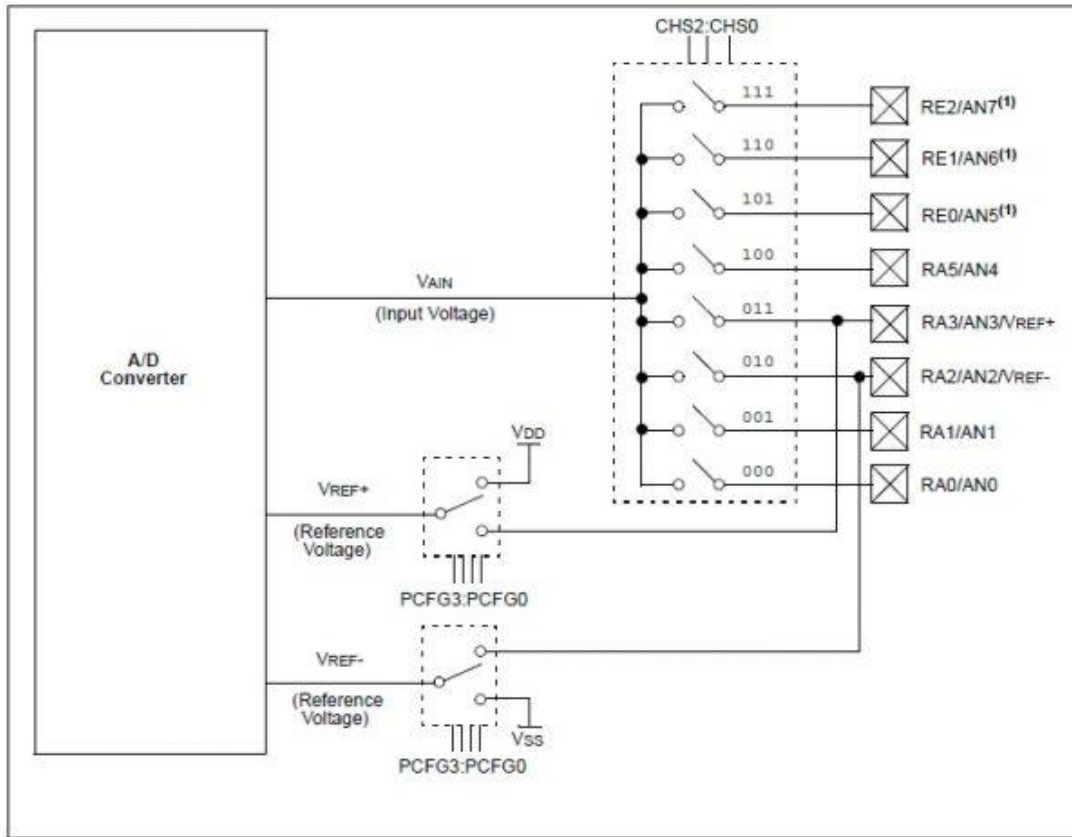 CHS2:CHS0
111
RE2/AN7(1)
110
RE1/AN6(1)
101
RE0/AN5(1)
100
RA5/AN4
VAIN
(Input Voltage)
011
RA3/AN3/VREF+
A/D
Converter
010
RA2/AN2/VREF-
001
RA1/AN1
VDD
000
RA0/AN0
VREF+
(Reference
Voltage)
PCFG3:PCFG0
VREF-
(Reference
Voltage)
VSS
PCFG3:PCFG0